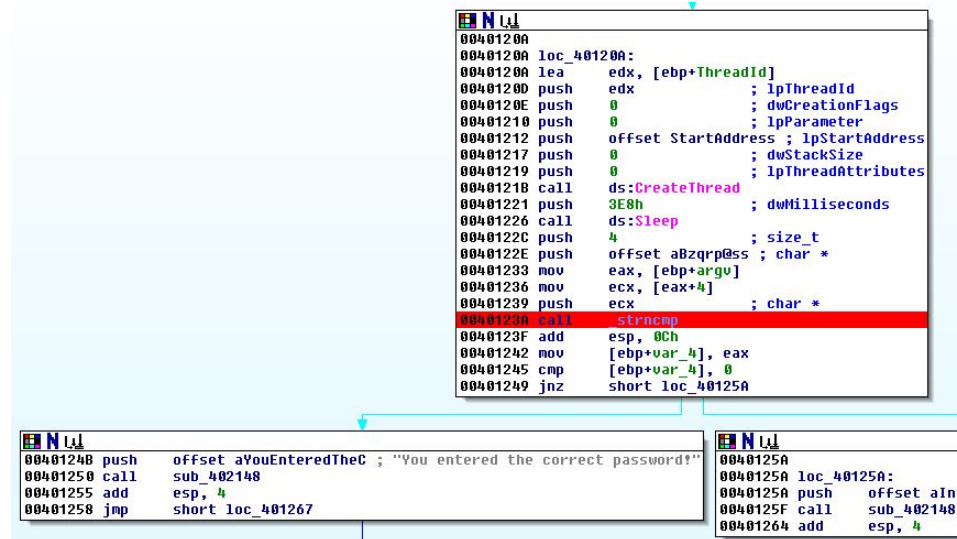 0040120A
0040120A loc_40120A:
0040120A lea edx, [ebp+ThreadId]
0040120D push edx ; lpThreadId
0040120E push 0 ; dwCreationFlags
00401210 push 0 ; lpParameter
00401212 push offset StartAddress ; lpStartAddress
00401217 push 0 ; dwStackSize
00401219 push 0 ; lpThreadAttributes
0040121B call ds:CreateThread
00401221 push 3E8h ; dwMilliseconds
00401226 call ds:Sleep
0040122C push 4 ; size_t
0040122E push offset aBzqrp@ss ; char *
00401233 mov eax, [ebp+argv]
00401236 mov ecx, [eax+4]
00401239 push ecx ; char *
0040123A call _strncmp
0040123F add esp, 0Ch
00401242 mov [ebp+var_4], eax
00401245 cmp [ebp+var_4], 0
00401249 jnz short loc_40125A
0040124B push offset aYouEnteredTheC ; "You entered the correct password!"
00401250 call sub_402148
00401255 add esp, 4
00401258 jmp short loc_401267
0040125A
0040125A loc_40125A:
0040125A push offset aIn
0040125F call sub_402148
00401264 add esp, 4